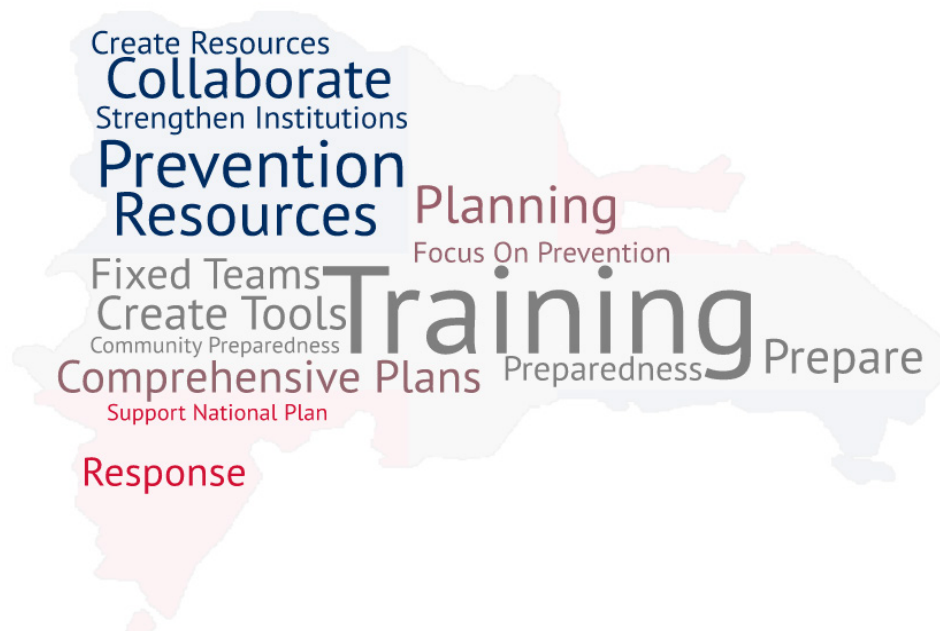 Create Resources
Collaborate
Strengthen Institutions
Prevention
Resources
Planning
Focus On Prevention
Fixed Teams
Training
Create Tools
Community Preparedness
Preparedness
Prepare
Comprehensive Plans
Support National Plan
Response